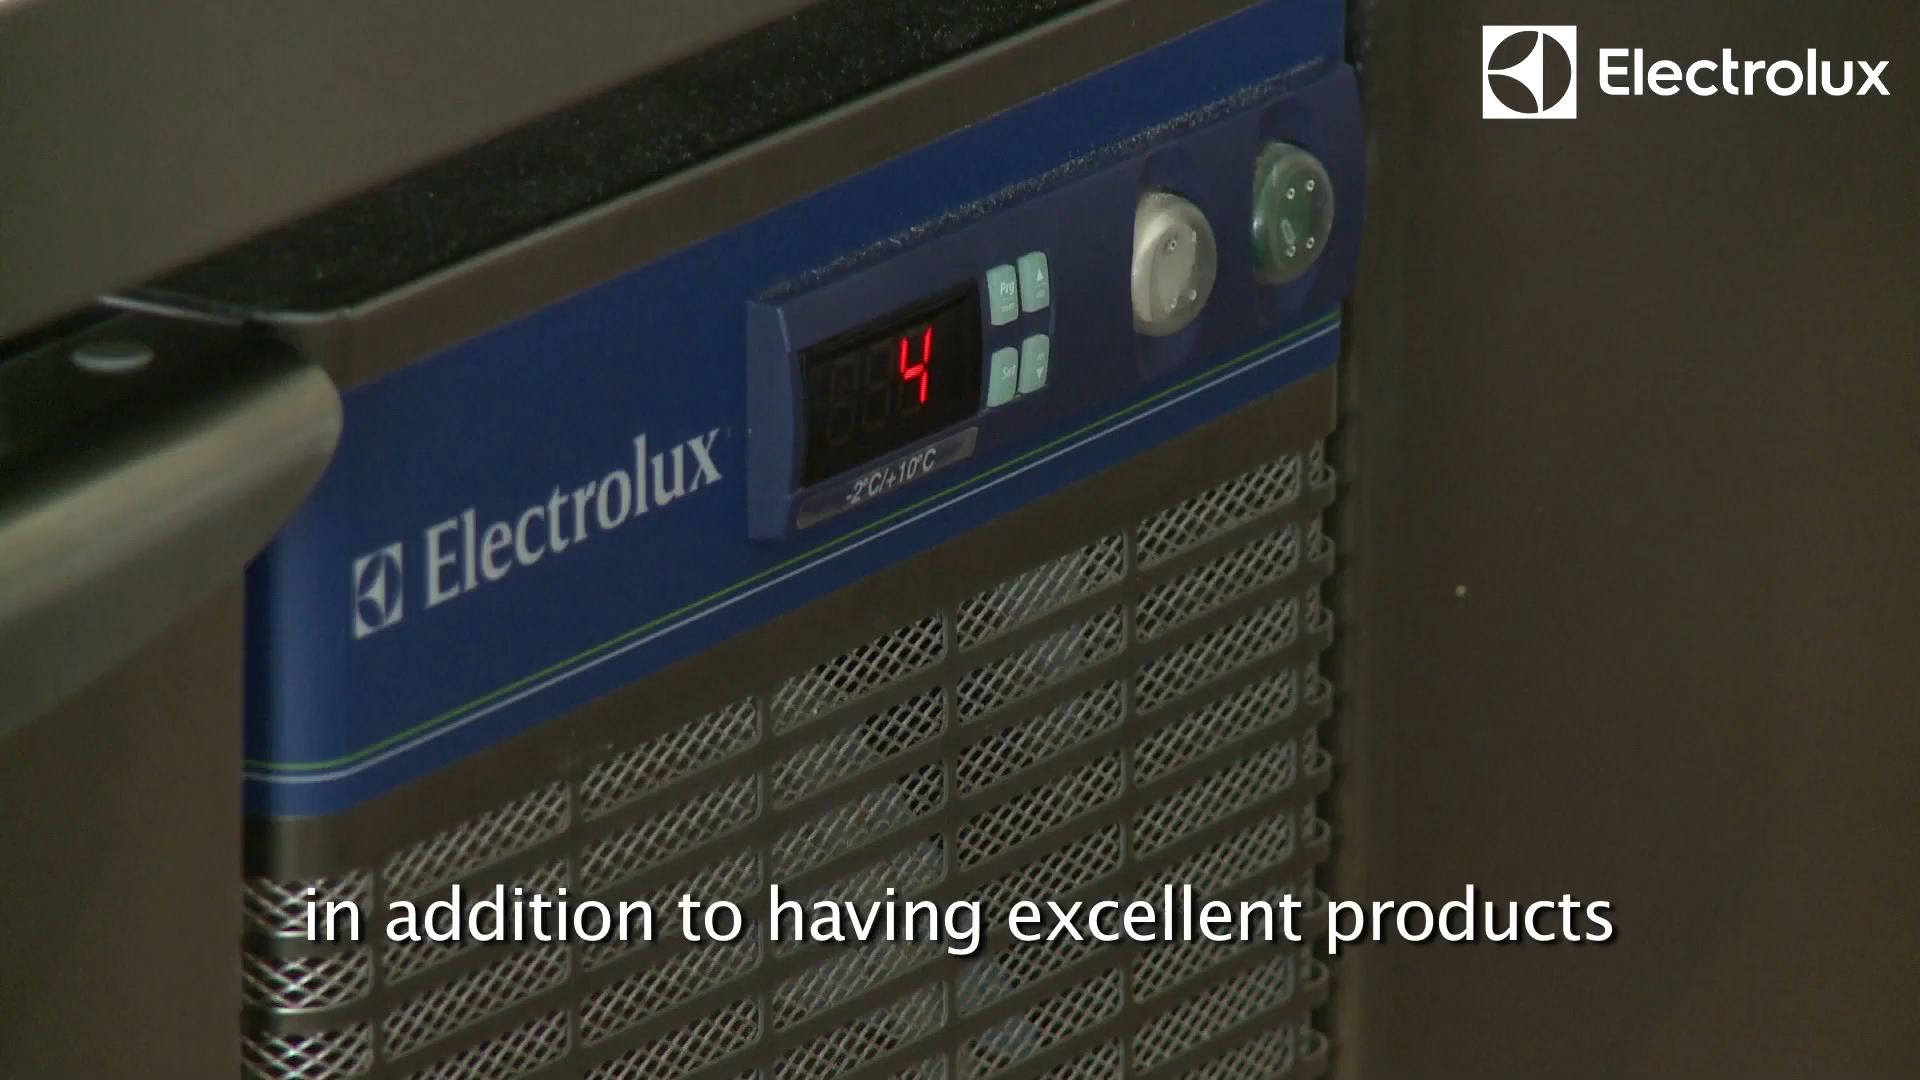 Electrolux
Prg
Set
4
-2°C/+10°C
Electrolux
in addition to having excellent products